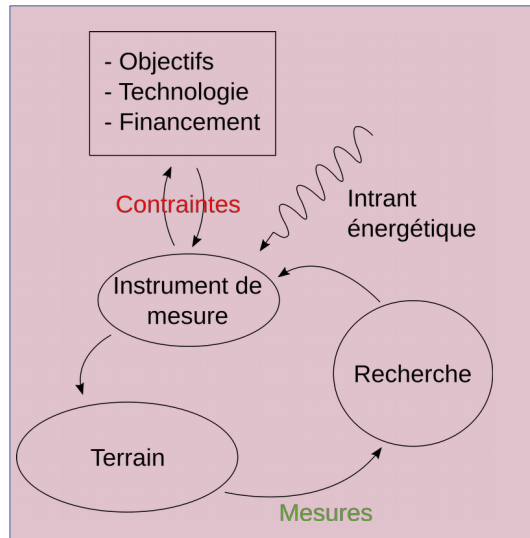 - Objectifs
- Technologie
- Financement
Contraintes
Intrant
énergétique
Instrument de
mesure
Recherche
Terrain
Mesures